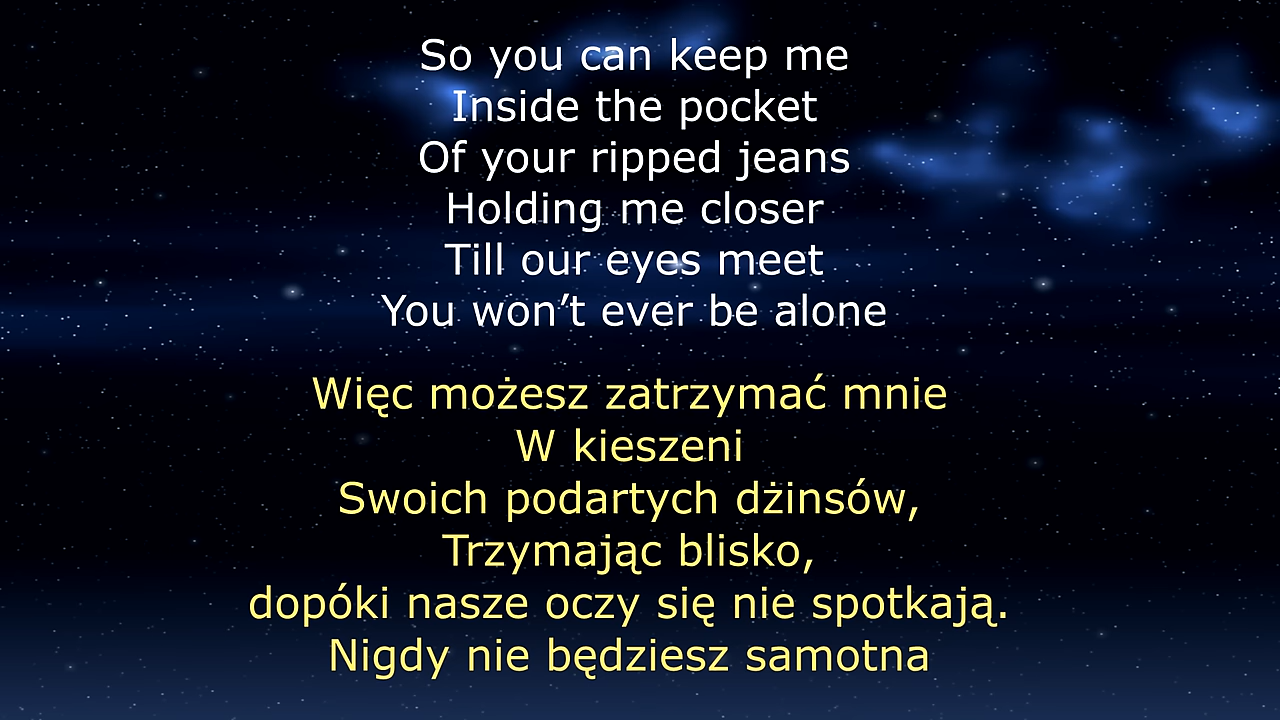 So you can keep me
Inside the pocket
Of your ripped jeans
Holding me closer
Till our eyes meet
You won’t ever be alone
Więc możesz zatrzymać mnie
W kieszeni
Swoich podartych dżinsów,
Trzymając blisko,
dopóki nasze oczy się nie spotkają.
Nigdy nie będziesz samotna